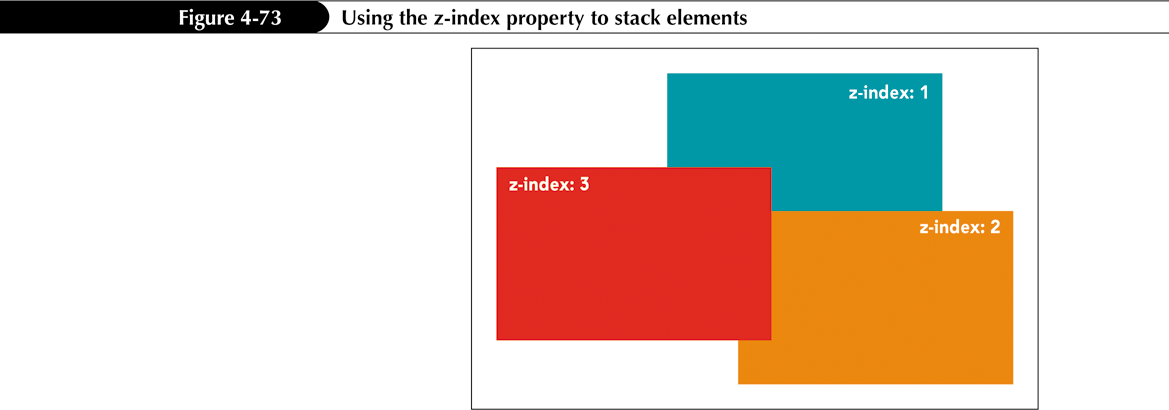 Figure 4-73 Using the z-index property to stack elements
z-index: 1
z-index: 3
z-index: 2